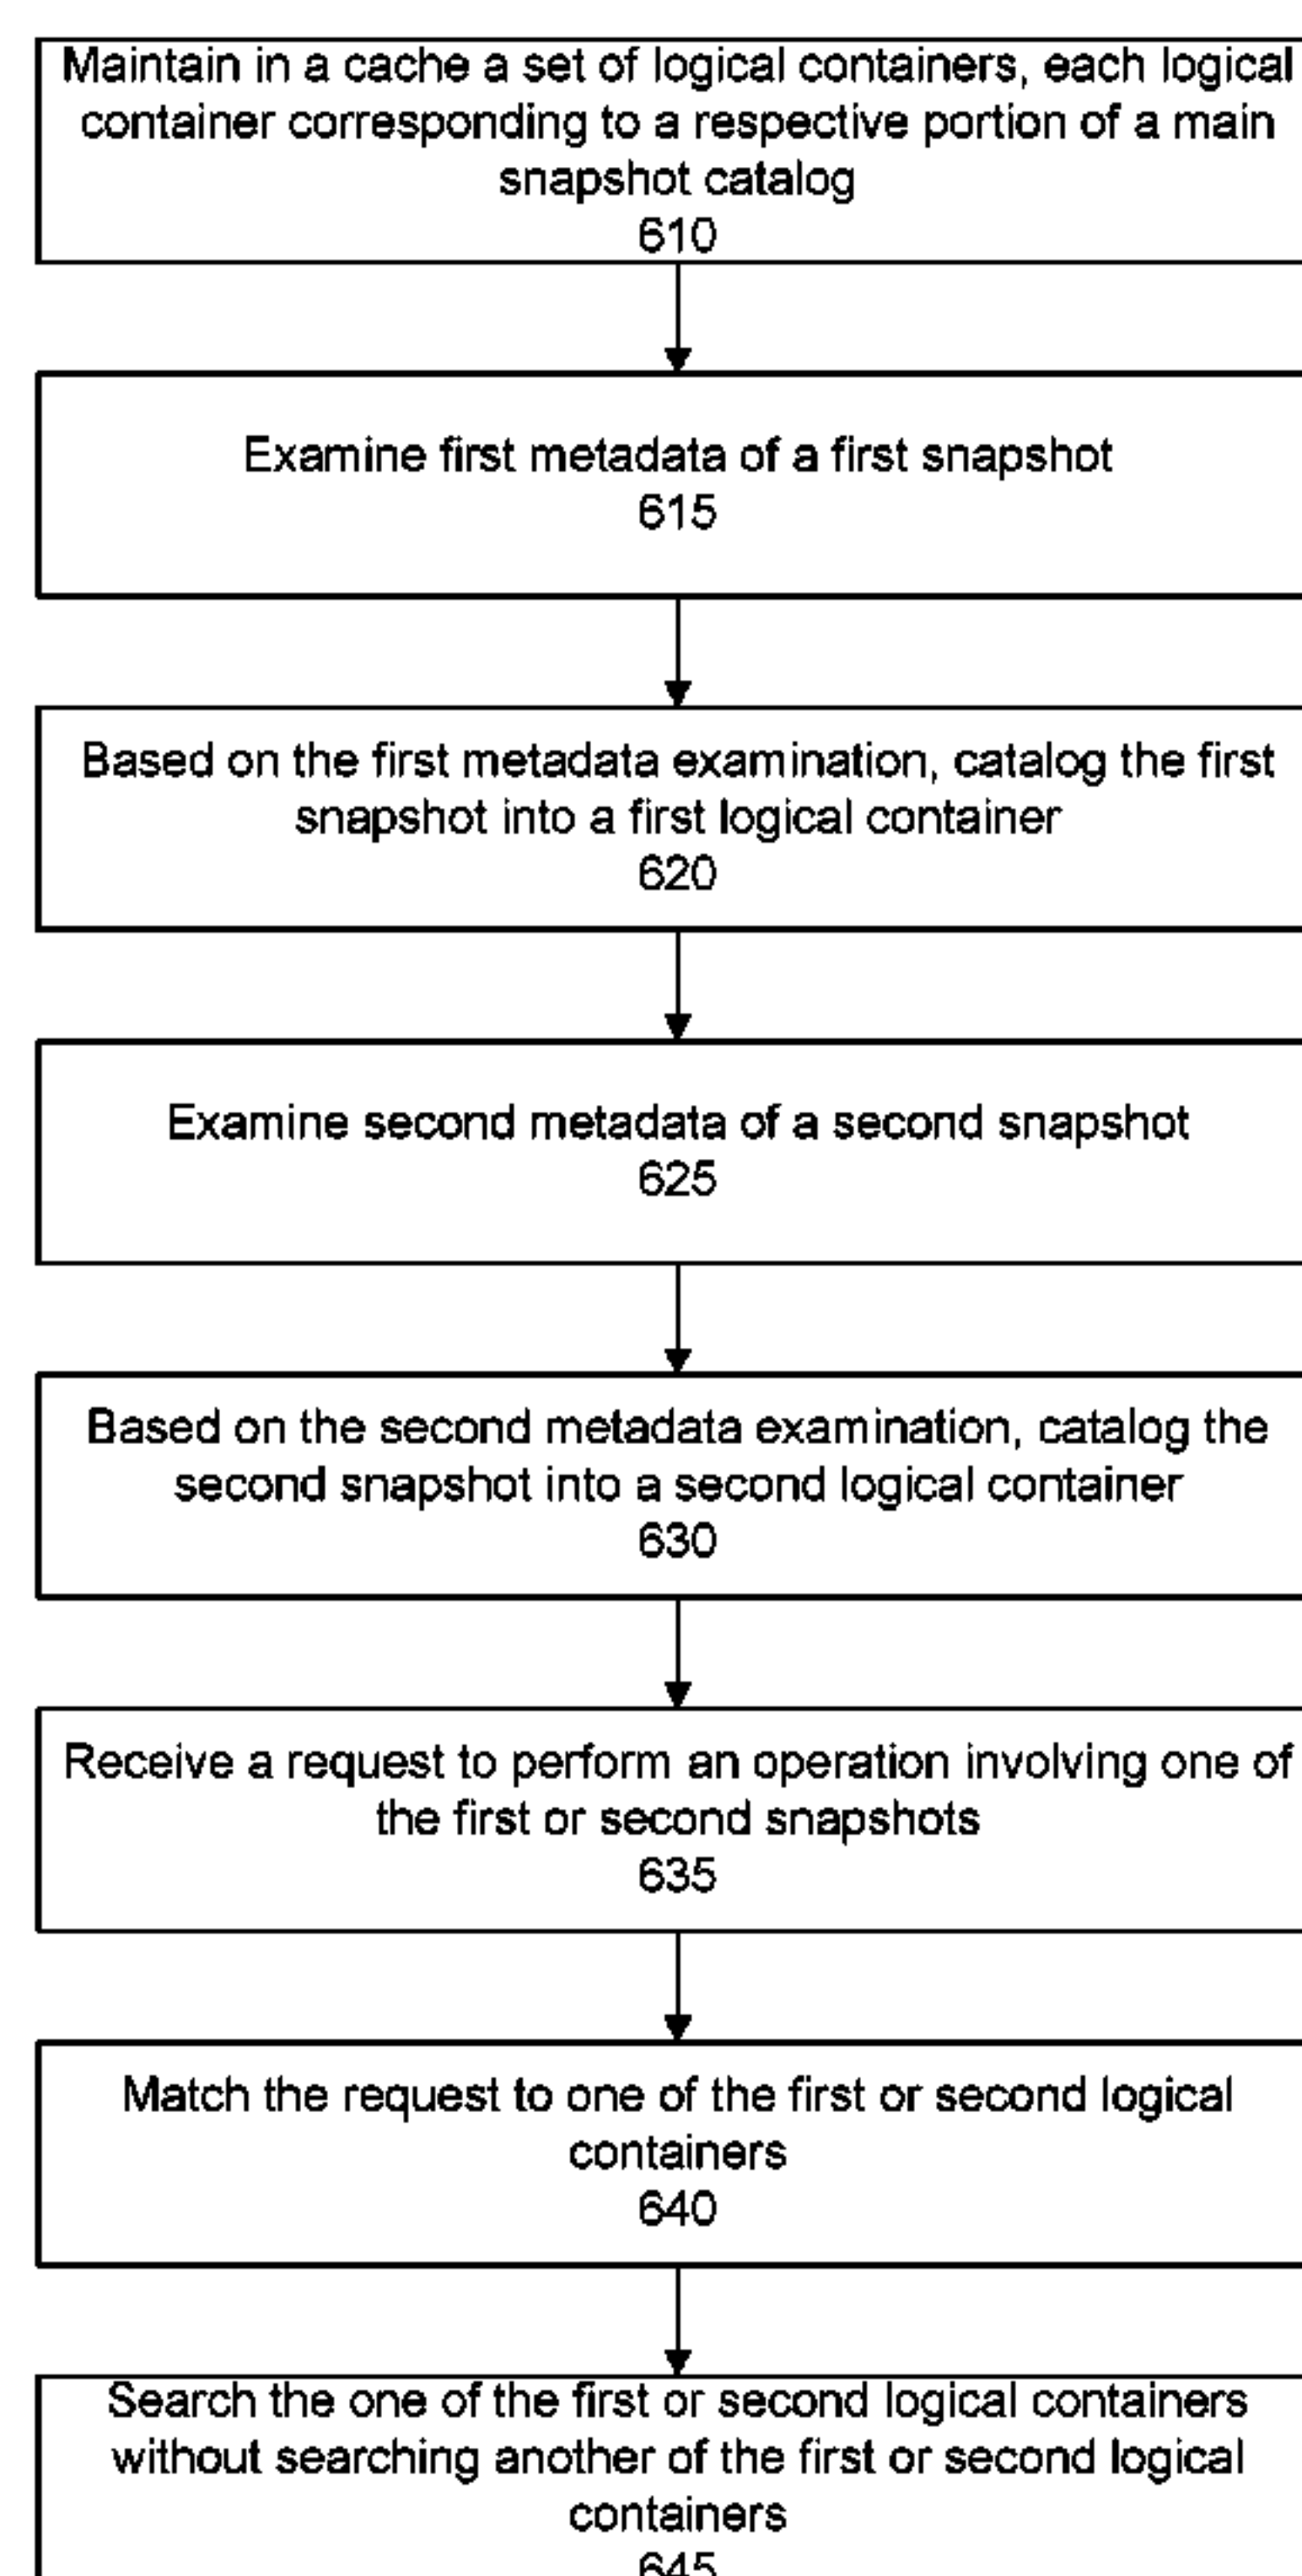 Maintain in a cache a set of logical containers, each logical
container corresponding to a respective portion of a main
snapshot catalog
610
Examine first metadata of a first snapshot
615
Based on the first metadata examination, catalog the first
snapshot into a first logical container
620
Examine second metadata of a second snapshot
625
Based on the second metadata examination, catalog the
second snapshot into a second logical container
630
Receive a request to perform an operation involving one of
the first or second snapshots
635
Match the request to one of the first or second logical
containers
640
Search the one of the first or second logical containers
without searching another of the first or second logical
containers
645